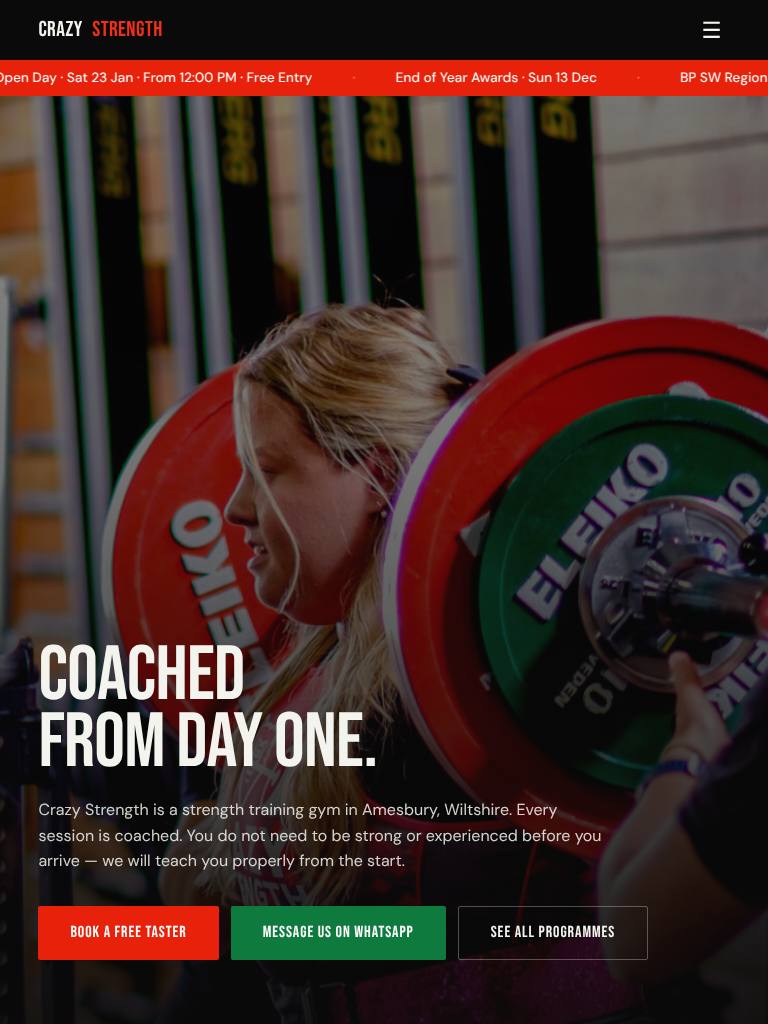 CRAZY STRENGTH
Open Day · Sat 23 Jan · From 12:00 PM · Free Entry · End of Year Awards · Sun 13 Dec · BP SW Region
ELEIKO
ELEIKO
COACHED
FROM DAY ONE.
Crazy Strength is a strength training gym in Amesbury, Wiltshire. Every
session is coached. You do not need to be strong or experienced before you
arrive — we will teach you properly from the start.
BOOK A FREE TASTER
MESSAGE US ON WHATSAPP
SEE ALL PROGRAMMES